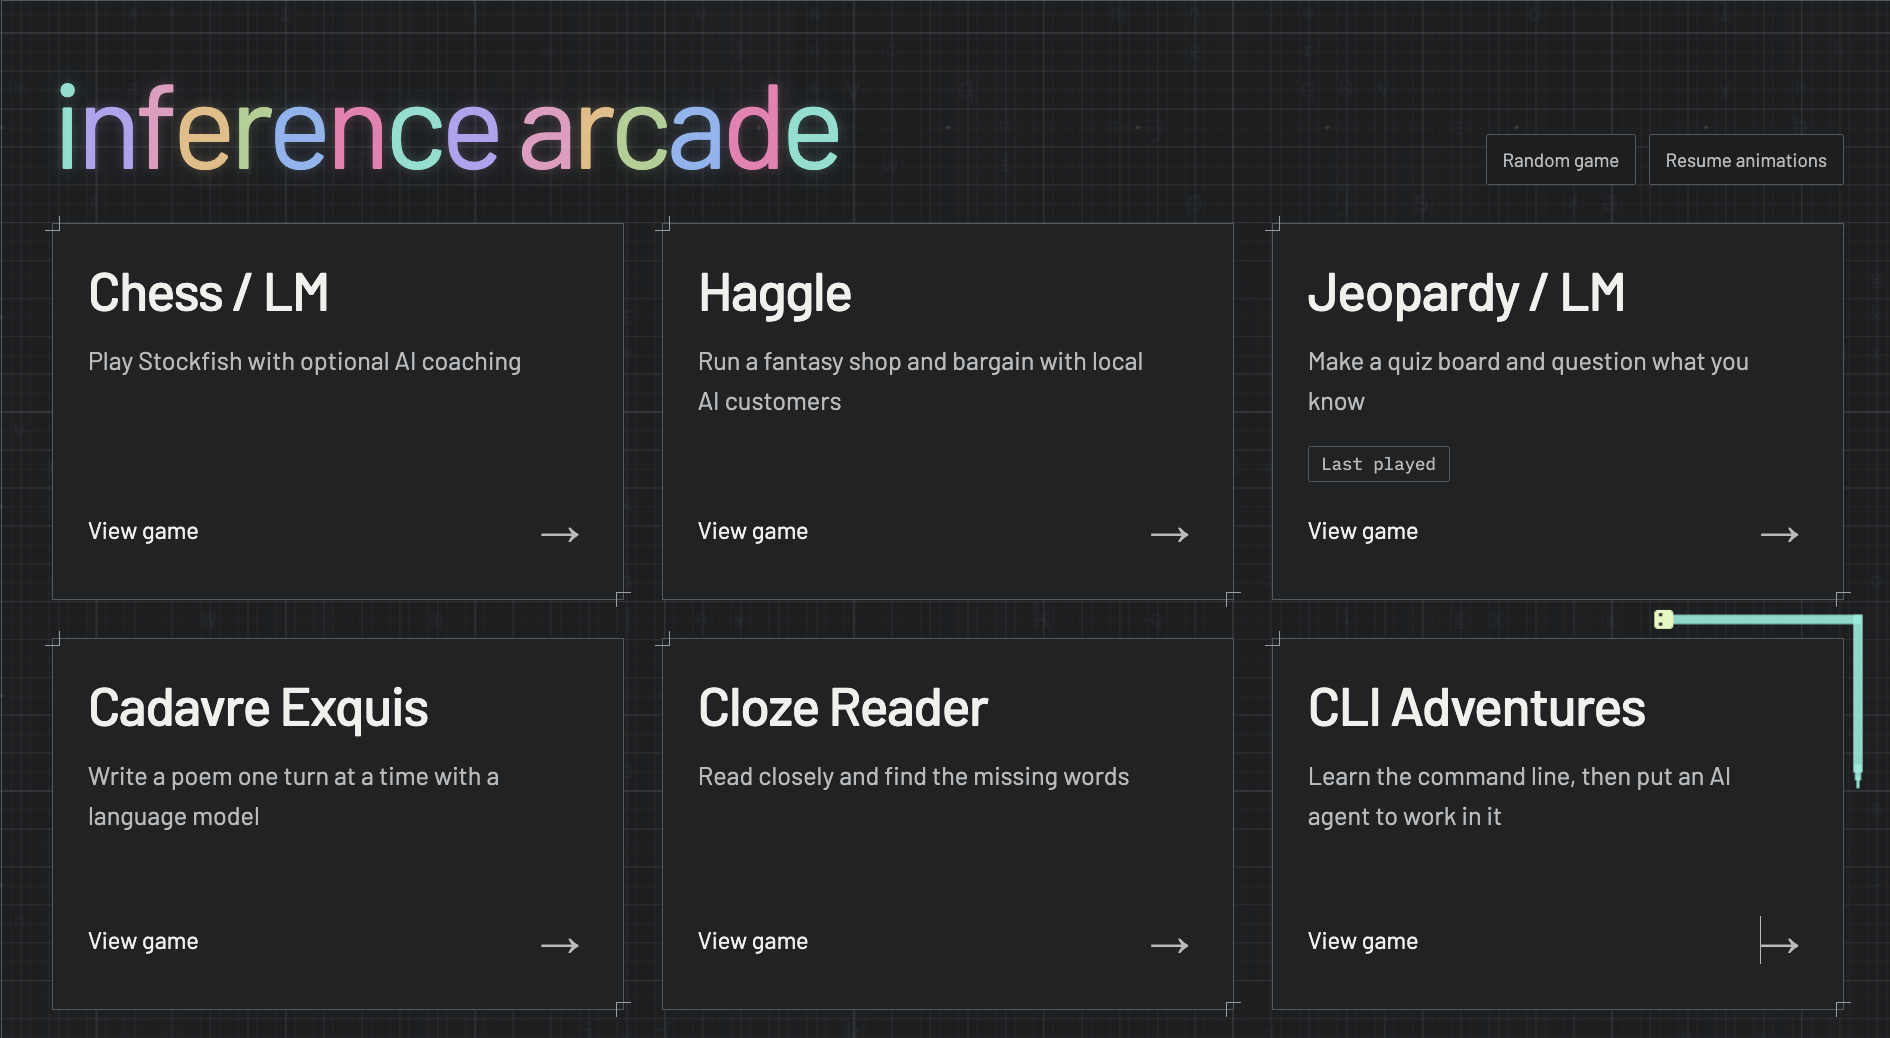 inference arcade
Random game
Resume animations
Chess / LM
Play Stockfish with optional AI coaching
View game
Haggle
Run a fantasy shop and bargain with local
AI customers
View game
Jeopardy / LM
Make a quiz board and question what you
know
Last played
View game
Cadavre Exquis
Write a poem one turn at a time with a
language model
View game
Cloze Reader
Read closely and find the missing words
View game
CLI Adventures
Learn the command line, then put an AI
agent to work in it
View game